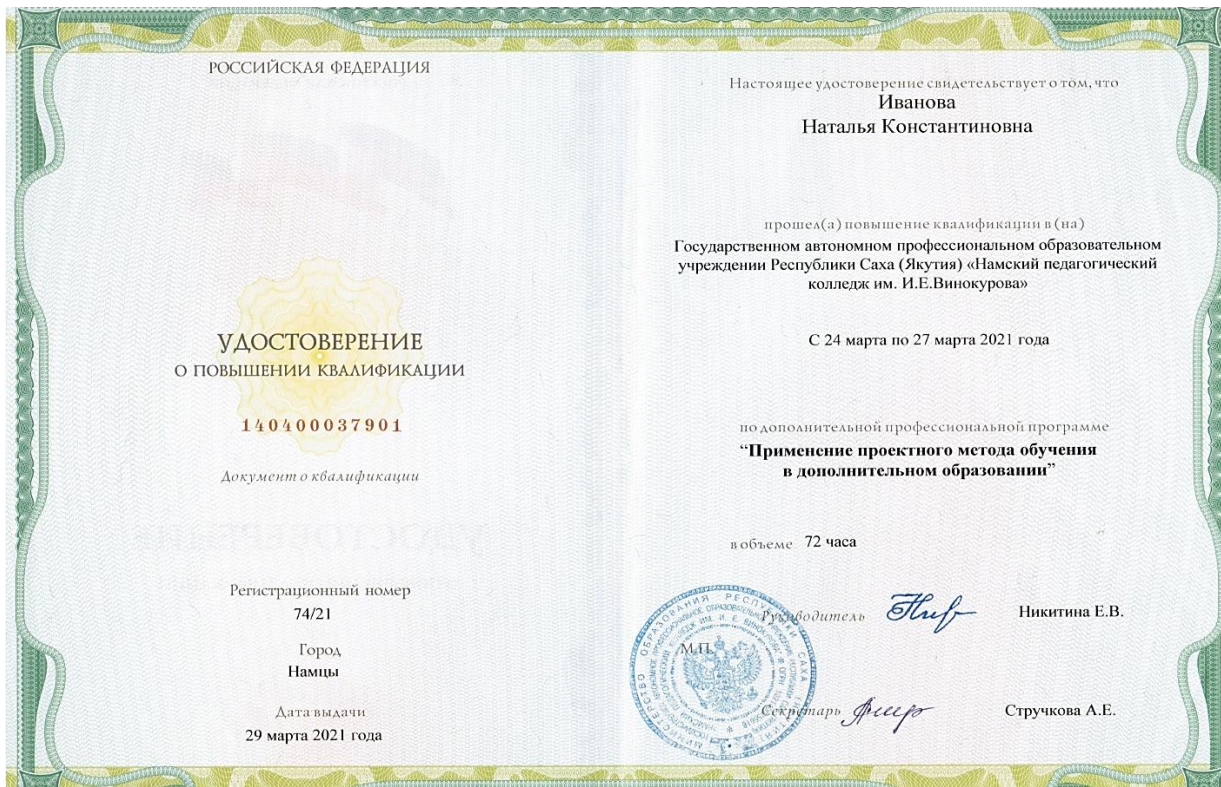 РОССИЙСКАЯ ФЕДЕРАЦИЯ
УДОСТОВЕРЕНИЕ
О ПОВЫШЕНИИ КВАЛИФИКАЦИИ
140400037901
Документ о квалификации
Регистрационный номер
74/21
Город
Намцы
Дата выдачи
29 марта 2021 года
Настоящее удостоверение свидетельствует о том, что
Иванова
Наталья Константиновна
прошел(а) повышение квалификации в (на)
Государственном автономном профессиональном образовательном
учреждении Республики Саха (Якутия) «Намский педагогический
колледж им. И.Е.Винокурова»
С 24 марта по 27 марта 2021 года
по дополнительной профессиональной программе
“Применение проектного метода обучения
в дополнительном образовании”
в объеме 72 часа
Руководитель Никитина Е.В.
М.П.
Секретарь Стручкова А.Е.